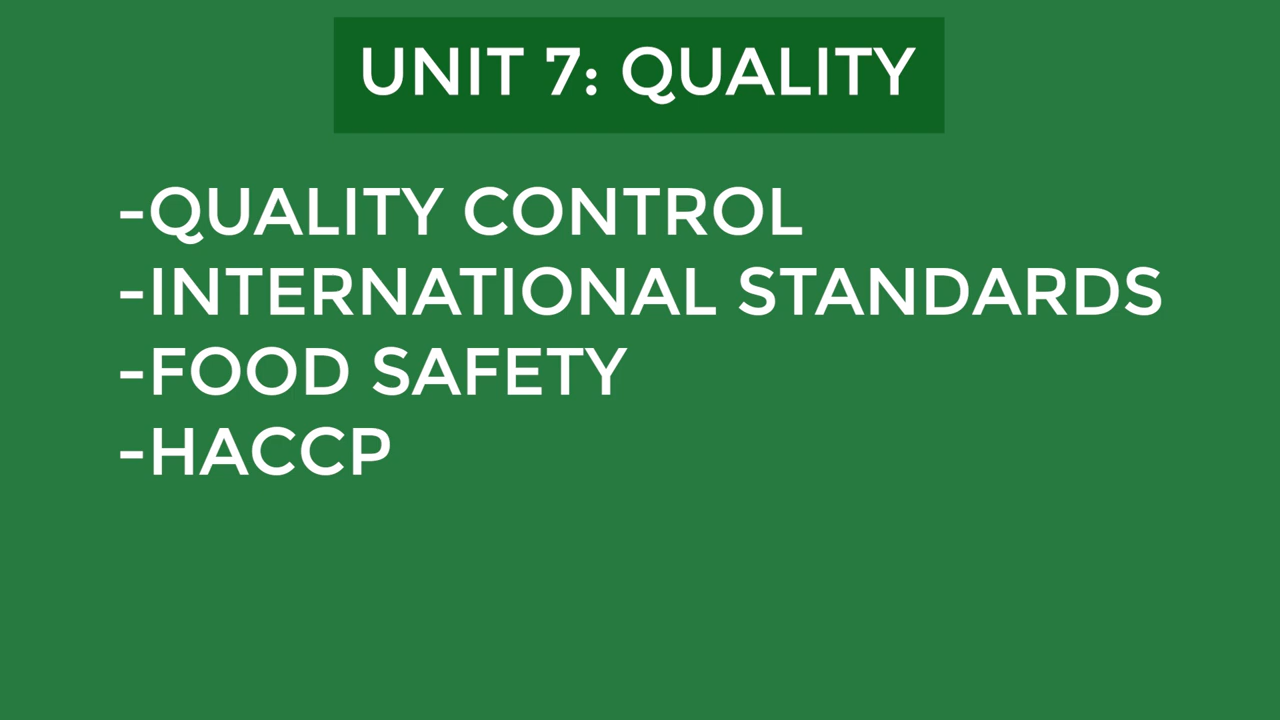 UNIT 7: QUALITY
-QUALITY CONTROL
-INTERNATIONAL STANDARDS
-FOOD SAFETY
-HACCP